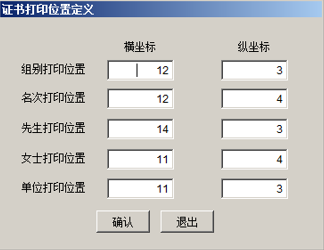 证书打印位置定义
横坐标 纵坐标
组别打印位置 12 3
名次打印位置 12 4
先生打印位置 14 3
女士打印位置 11 4
单位打印位置 11 3
确认 退出